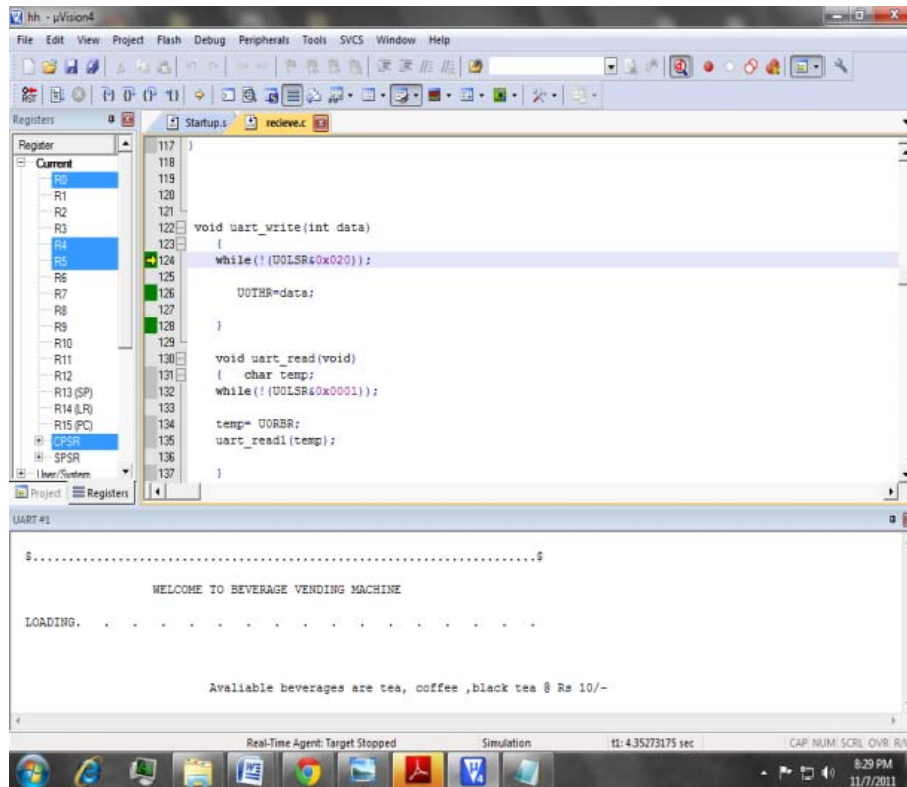 hh - µVision4
File Edit View Project Flash Debug Peripherals Tools SVCS Window Help
Registers
Startup.s recieve.c
Register
Current
R0
R1
R2
R3
R4
R5
R6
R7
R8
R9
R10
R11
R12
R13 (SP)
R14 (LR)
R15 (PC)
CPSR
SPSR
User/System
Project Registers
117 }
118
119
120
121
122 void uart_write(int data)
123 {
124 while(!(U0LSR&0x020));
125
126 U0THR=data;
127
128 }
129
130 void uart_read(void)
131 { char temp;
132 while(!(U0LSR&0x0001));
133
134 temp= U0RBR;
135 uart_read1(temp);
136
137 }
UART #1
$.......................................................................$
WELCOME TO BEVERAGE VENDING MACHINE
LOADING. . . . . . . . . . . . . . . . .
Avaliable beverages are tea, coffee ,black tea @ Rs 10/-
Real-Time Agent: Target Stopped Simulation t1: 4.35273175 sec CAP NUM SCRL OVR R/
8:29 PM
11/7/2011